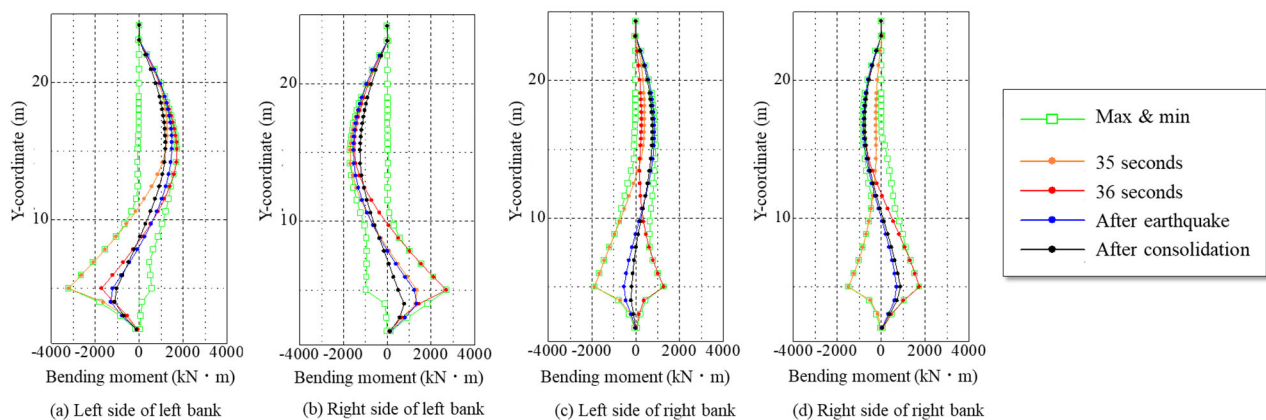 Y-coordinate (m)
20
10
-4000 -2000 0 2000 4000
Bending moment (kN・m)
(a) Left side of left bank
Y-coordinate (m)
20
10
-4000 -2000 0 2000 4000
Bending moment (kN・m)
(b) Right side of left bank
Y-coordinate (m)
20
10
-4000 -2000 0 2000 4000
Bending moment (kN・m)
(c) Left side of right bank
Y-coordinate (m)
20
10
-4000 -2000 0 2000 4000
Bending moment (kN・m)
(d) Right side of right bank
Max & min
35 seconds
36 seconds
After earthquake
After consolidation